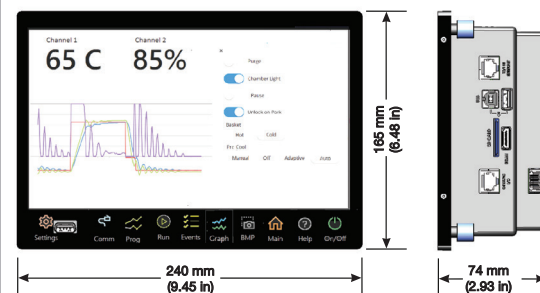 Channel 1
65 C
Channel 2
85%
Purge
Chamber Light
Pause
Unlock on Park
Basket
Hot Cold
Manual Off Adaptive Auto
Settings Comm Prog Run Events Graph BMP Main Help On/Off
165 mm
(6.48 in)
240 mm
(9.45 in)
74 mm
(2.93 in)
SD CARD